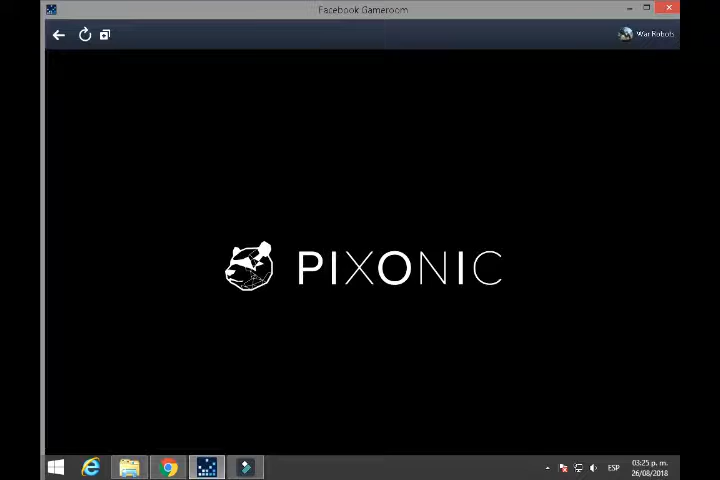 Facebook Gameroom
War Robots
PIXONIC
ESP
03:25 p. m.
26/08/2018